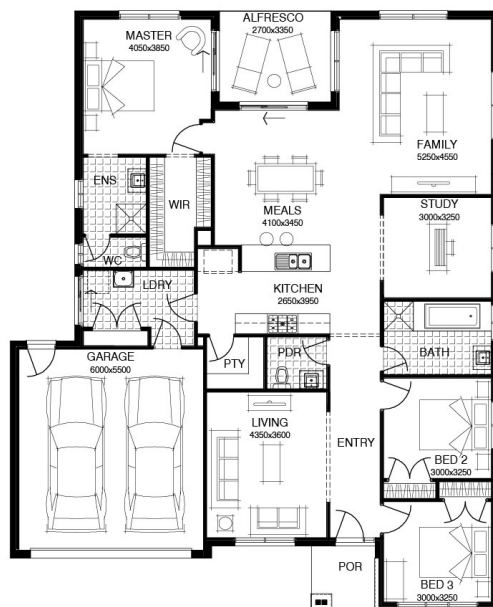 ALFRESCO
2700x3350
MASTER
4050x3850
FAMILY
5250x4550
ENS
WIR
MEALS
4100x3450
STUDY
3000x3250
WC
LDRY
KITCHEN
2650x3950
GARAGE
6000x5500
PTY
PDR
BATH
LIVING
4350x3600
ENTRY
BED 2
3000x3250
POR
BED 3
3000x3250